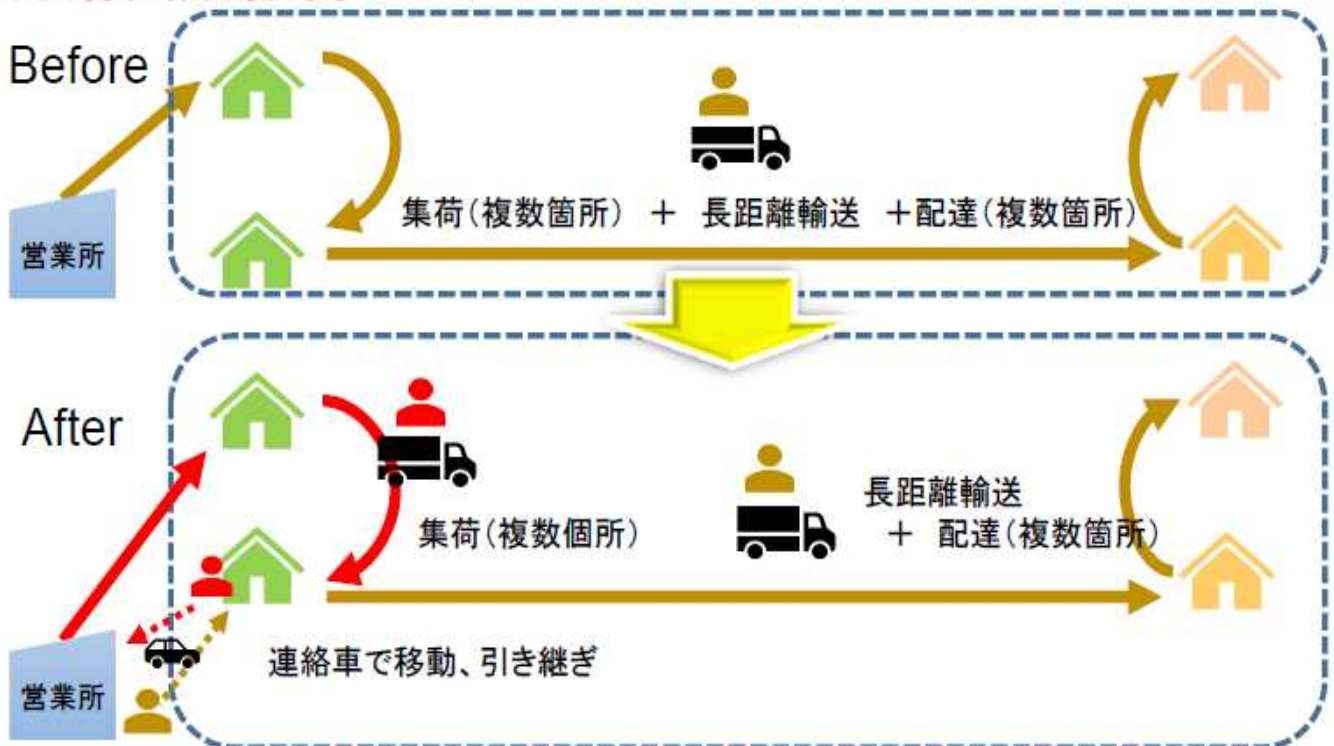 Before
営業所
集荷(複数箇所) + 長距離輸送 +配達(複数箇所)
After
集荷(複数個所)
長距離輸送
+ 配達(複数箇所)
連絡車で移動、引き継ぎ
営業所